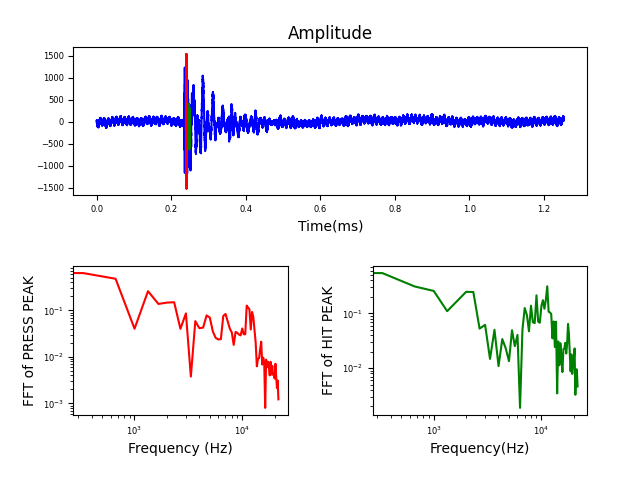 Amplitude
1500
1000
500
0
−500
−1000
−1500
0.0 0.2 0.4 0.6 0.8 1.0 1.2
Time(ms)
FFT of PRESS PEAK
10⁻¹
10⁻²
10⁻³
10³ 10⁴
Frequency (Hz)
FFT of HIT PEAK
10⁻¹
10⁻²
10³ 10⁴
Frequency(Hz)